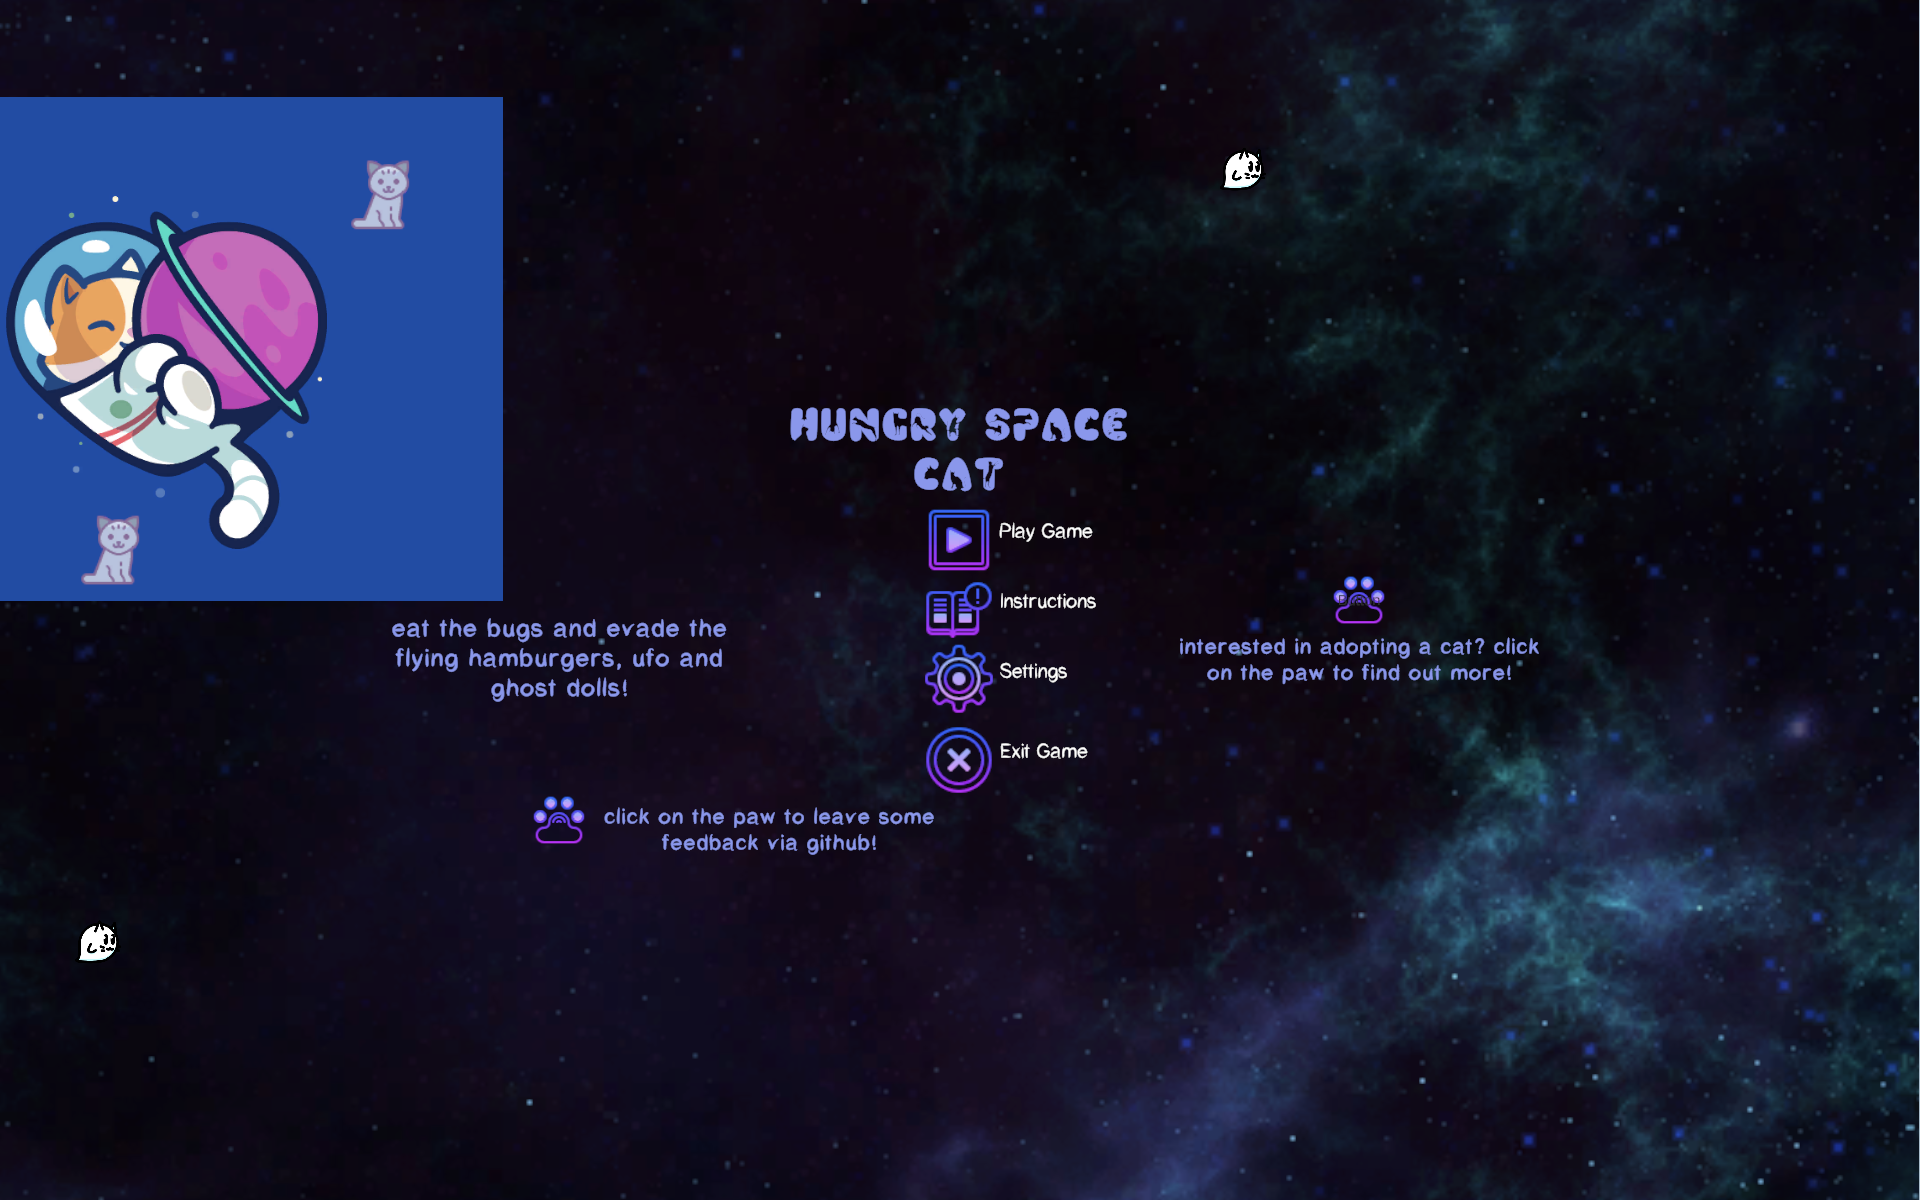 HUNGRY SPACE
CAT
Play Game
Instructions
Settings
Exit Game
eat the bugs and evade the
flying hamburgers, ufo and
ghost dolls!
interested in adopting a cat? click
on the paw to find out more!
click on the paw to leave some
feedback via github!